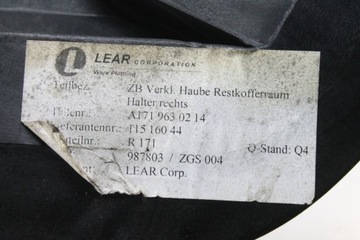 LEAR CORPORATION
Werk
ZB Verkl. Haube Restkofferraum
Halter rechts
A171 963 02 14
115 160 44
R 171 Q-Stand: Q4
987803 / ZGS 004
LEAR Corp.